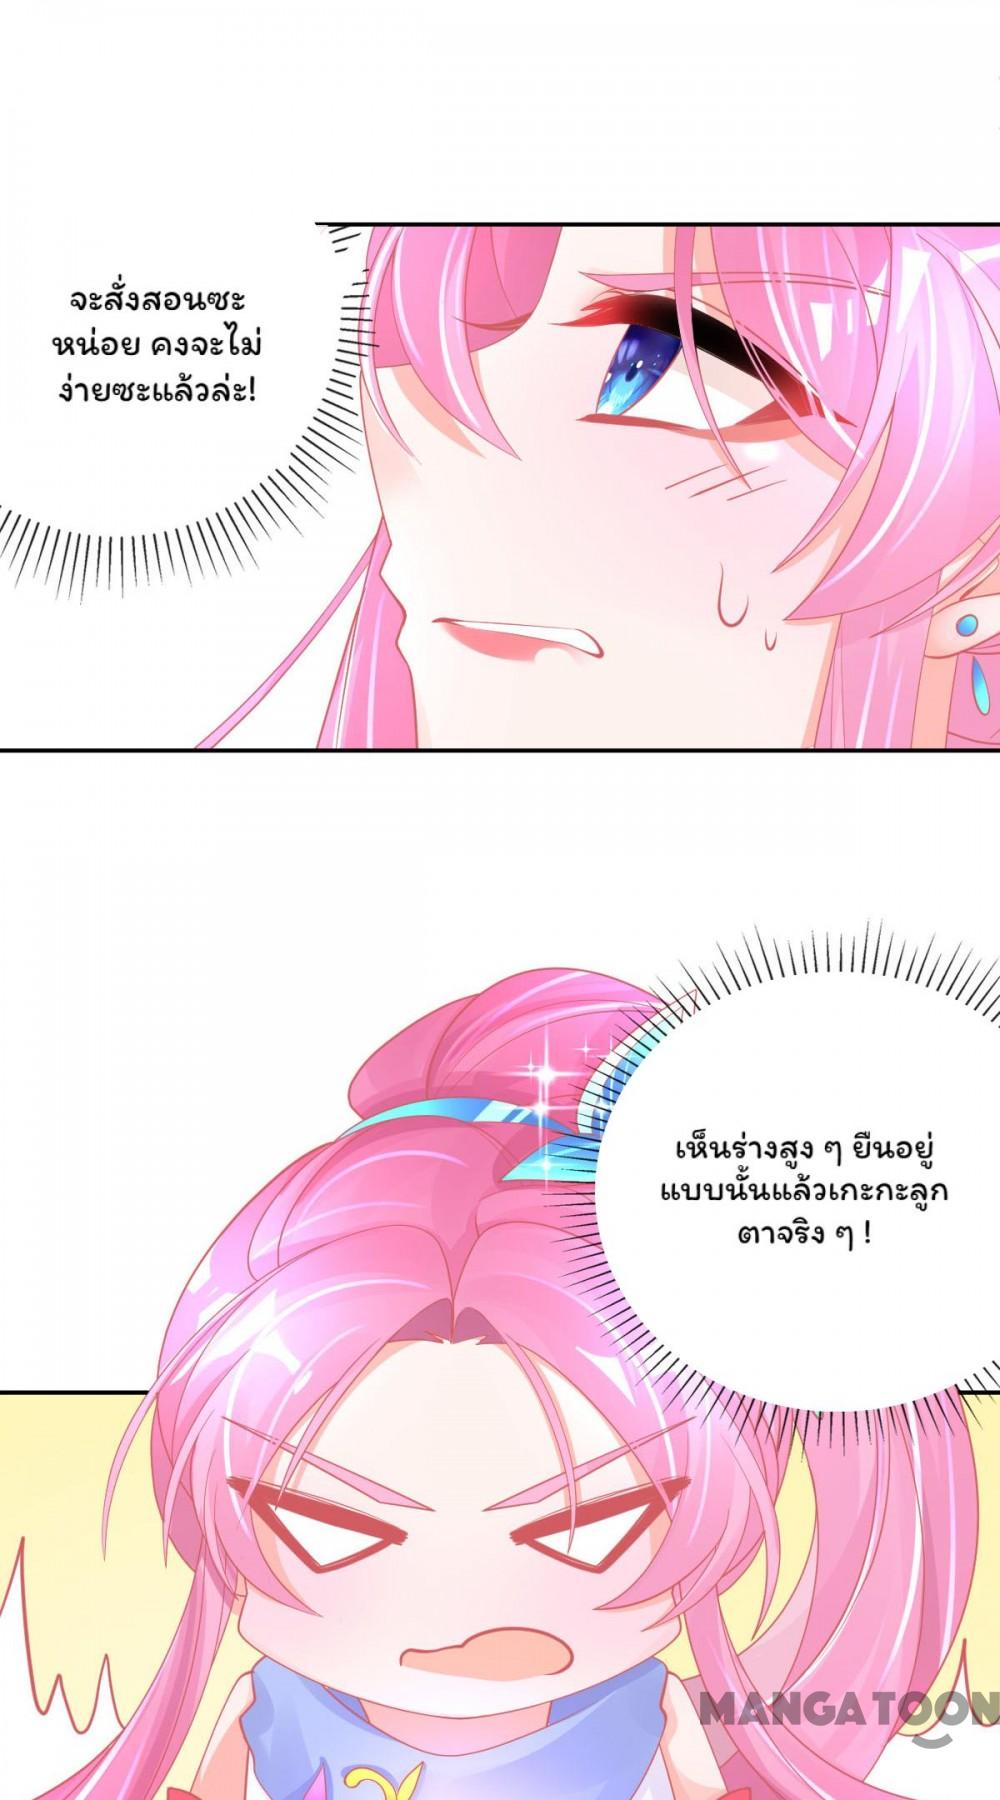 จะสั่งสอนซะ
หน่อย คงจะไม่
ง่ายซะแล้วล่ะ!
เห็นร่างสูง ๆ ยืนอยู่
แบบนั้นแล้วเกะกะลูก
ตาจริง ๆ !
MANGATOON